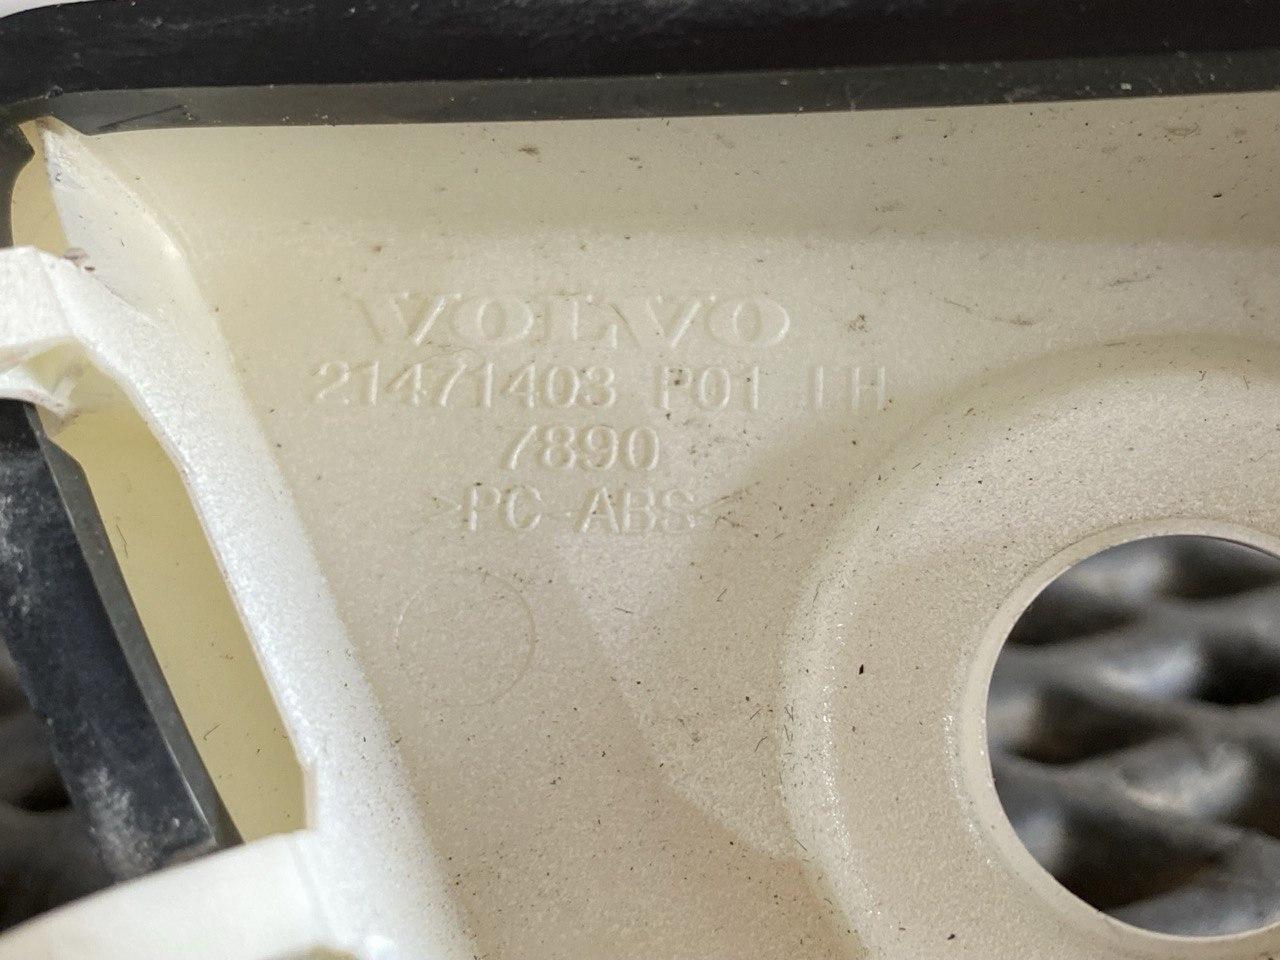 VOLVO
21471403 P01 LH
7890
>PC-ABS<